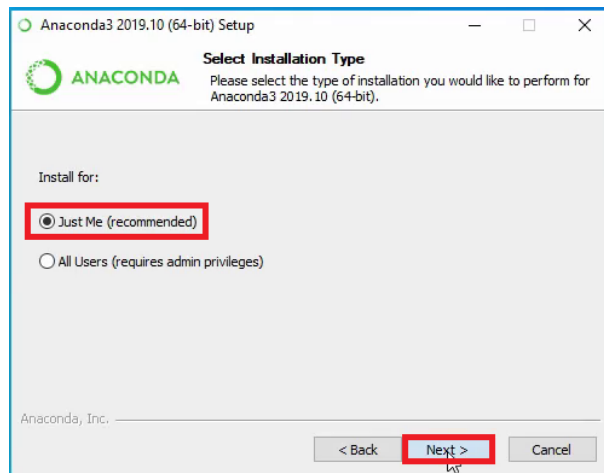 Anaconda3 2019.10 (64-bit) Setup
ANACONDA
Select Installation Type
Please select the type of installation you would like to perform for
Anaconda3 2019.10 (64-bit).
Install for:
Just Me (recommended)
All Users (requires admin privileges)
Anaconda, Inc.
< Back Next > Cancel